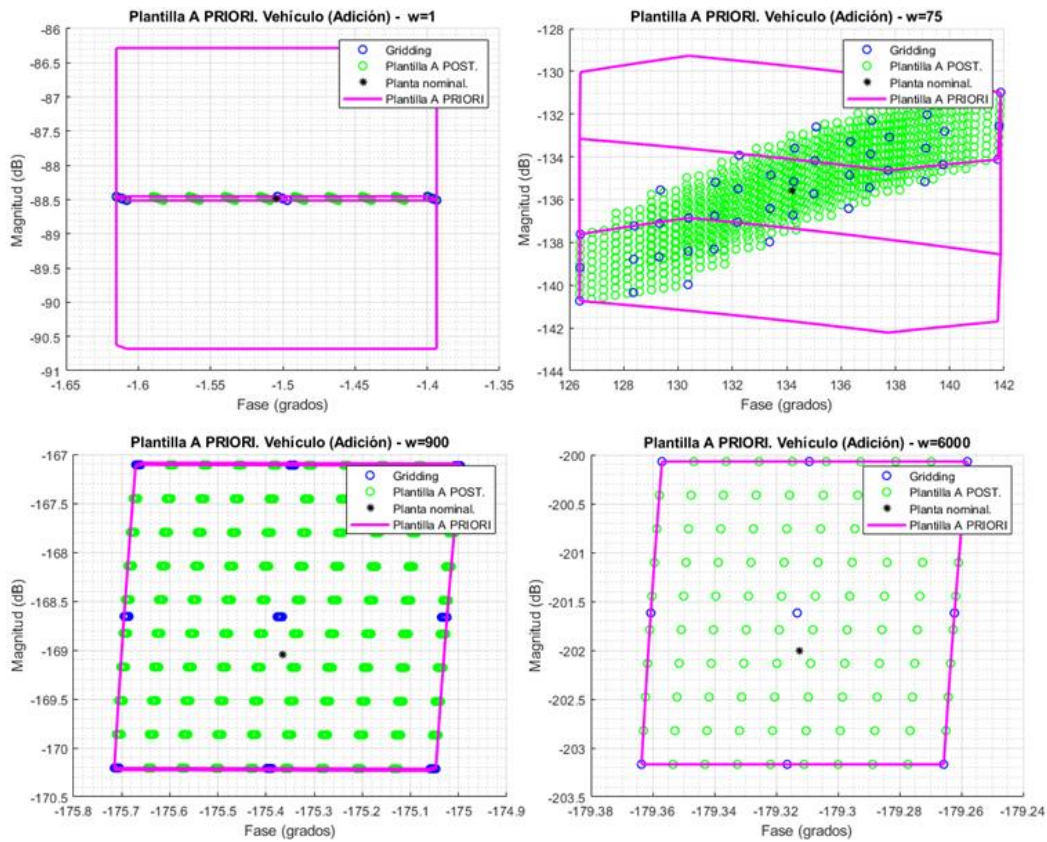 Plantilla A PRIORI. Vehículo (Adición) - w=1
-86
-86.5
-87
-87.5
-88
-88.5
-89
-89.5
-90
-90.5
-91
Magnitud (dB)
Gridding
Plantilla A POST.
Planta nominal.
Plantilla A PRIORI
-1.65
-1.6
-1.55
-1.5
-1.45
-1.4
-1.35
Fase (grados)
Plantilla A PRIORI. Vehículo (Adición) - w=75
-128
-130
-132
-134
-136
-138
-140
-142
-144
Magnitud (dB)
Gridding
Plantilla A POST.
Planta nominal.
Plantilla A PRIORI
126
128
130
132
134
136
138
140
142
Fase (grados)
Plantilla A PRIORI. Vehículo (Adición) - w=900
-167
-167.5
-168
-168.5
-169
-169.5
-170
-170.5
Magnitud (dB)
Gridding
Plantilla A POST.
Planta nominal.
Plantilla A PRIORI
-175.8
-175.7
-175.6
-175.5
-175.4
-175.3
-175.2
-175.1
-175
-174.9
Fase (grados)
Plantilla A PRIORI. Vehículo (Adición) - w=6000
-200
-200.5
-201
-201.5
-202
-202.5
-203
-203.5
Magnitud (dB)
Gridding
Plantilla A POST.
Planta nominal.
Plantilla A PRIORI
-179.38
-179.36
-179.34
-179.32
-179.3
-179.28
-179.26
-179.24
Fase (grados)